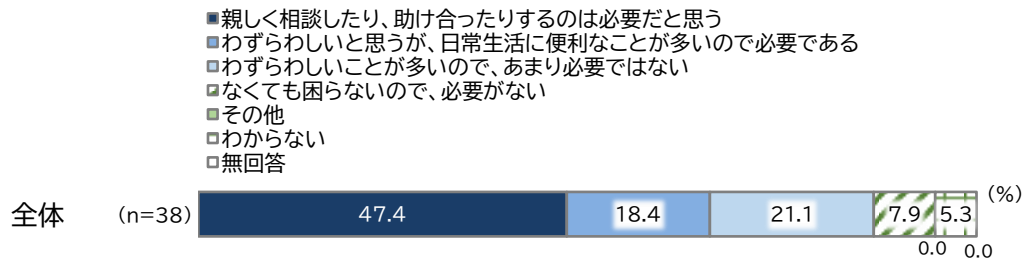 ■親しく相談したり、助け合ったりするのは必要だと思う
■わずらわしいと思うが、日常生活に便利なことが多いので必要である
□わずらわしいことが多いので、あまり必要ではない
□なくても困らないので、必要がない
■その他
□わからない
□無回答
全体 (n=38) 47.4 18.4 21.1 7.9 5.3 (%)
0.0 0.0